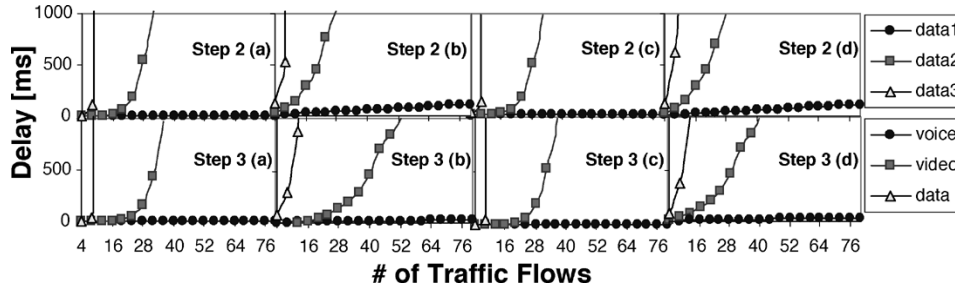 1000
500
0
Delay [ms]
Step 2 (a)
Step 2 (b)
Step 2 (c)
Step 2 (d)
data1
data2
data3
500
0
Step 3 (a)
Step 3 (b)
Step 3 (c)
Step 3 (d)
voice
video
data
4 16 28 40 52 64 76 16 28 40 52 64 76 16 28 40 52 64 76 16 28 40 52 64 76
# of Traffic Flows